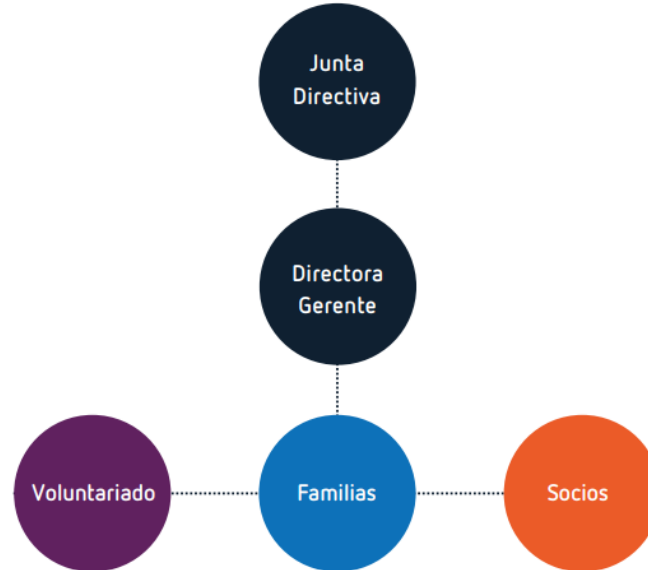 Junta
Directiva
Directora
Gerente
Voluntariado
Familias
Socios